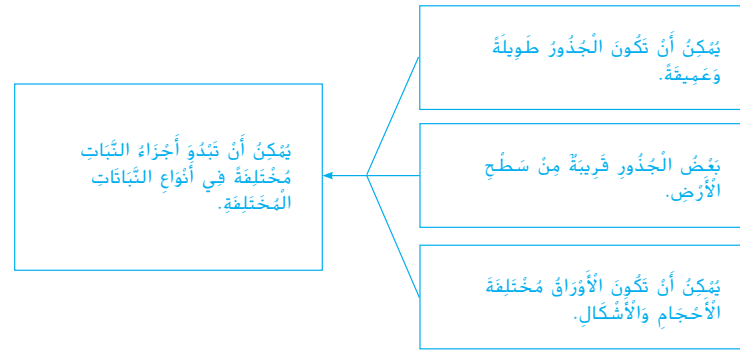 يُمْكِنُ أَنْ تَكُونَ الْجُذُورُ طَوِيلَةً
وَعَمِيقَةً.
بَعْضُ الْجُذُورِ قَرِيبَةٌ مِنْ سَطْحِ
الْأَرْضِ.
يُمْكِنُ أَنْ تَكُونَ الْأَوْرَاقُ مُخْتَلِفَةَ
الْأَحْجَامِ وَالْأَشْكَالِ.
يُمْكِنُ أَنْ تَبْدُوَ أَجْزَاءُ النَّبَاتِ
مُخْتَلِفَةً فِي أَنْوَاعِ النَّبَاتَاتِ
الْمُخَتَلِفَةِ.